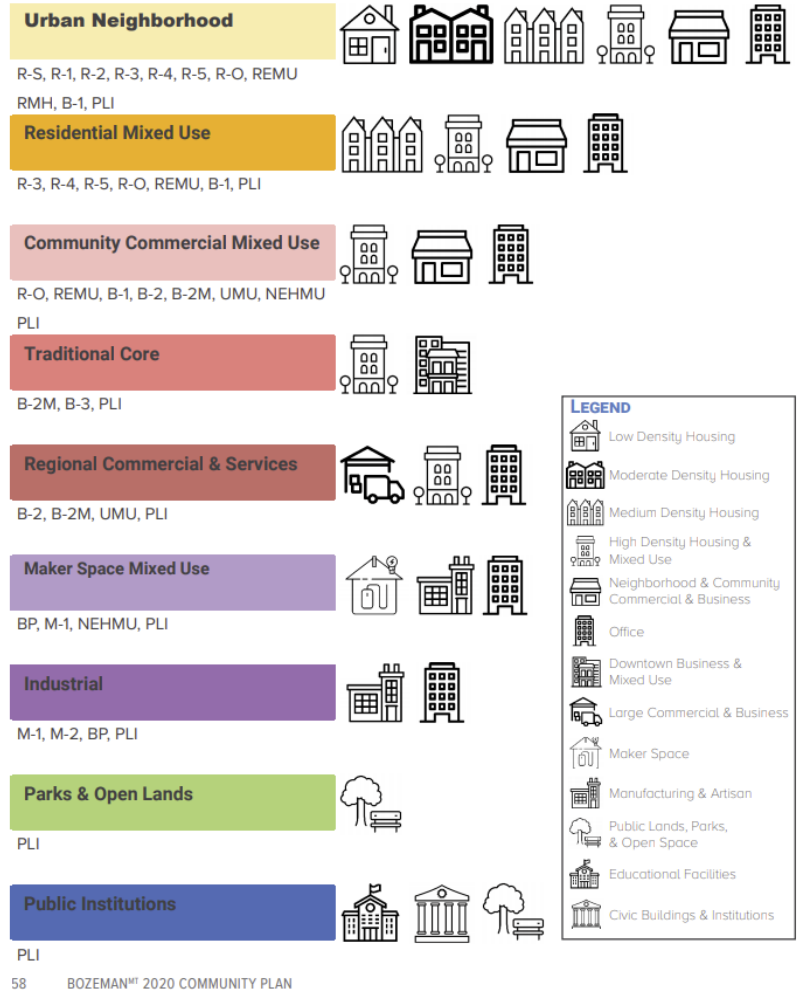 Urban Neighborhood
R-S, R-1, R-2, R-3, R-4, R-5, R-O, REMU
RMH, B-1, PLI
Residential Mixed Use
R-3, R-4, R-5, R-O, REMU, B-1, PLI
Community Commercial Mixed Use
R-O, REMU, B-1, B-2, B-2M, UMU, NEHMU
PLI
Traditional Core
B-2M, B-3, PLI
Regional Commercial & Services
B-2, B-2M, UMU, PLI
Maker Space Mixed Use
BP, M-1, NEHMU, PLI
Industrial
M-1, M-2, BP, PLI
Parks & Open Lands
PLI
Public Institutions
PLI
LEGEND
Low Density Housing
Moderate Density Housing
Medium Density Housing
High Density Housing &
Mixed Use
Neighborhood & Community
Commercial & Business
Office
Downtown Business &
Mixed Use
Large Commercial & Business
Maker Space
Manufacturing & Artisan
Public Lands, Parks,
& Open Space
Educational Facilities
Civic Buildings & Institutions
58 BOZEMANᴹᵀ 2020 COMMUNITY PLAN